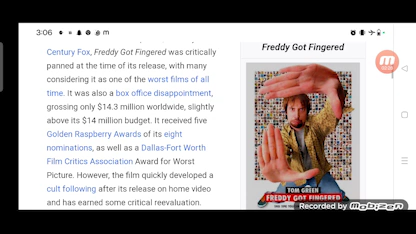 3:06
Century Fox, Freddy Got Fingered was critically
panned at the time of its release, with many
considering it as one of the worst films of all
time. It was also a box office disappointment,
grossing only $14.3 million worldwide, slightly
above its $14 million budget. It received five
Golden Raspberry Awards of its eight
nominations, as well as a Dallas-Fort Worth
Film Critics Association Award for Worst
Picture. However, the film quickly developed a
cult following after its release on home video
and has earned some critical reevaluation.
Freddy Got Fingered
TOM GREEN
FREDDY GOT FINGERED
Recorded by Mobizen